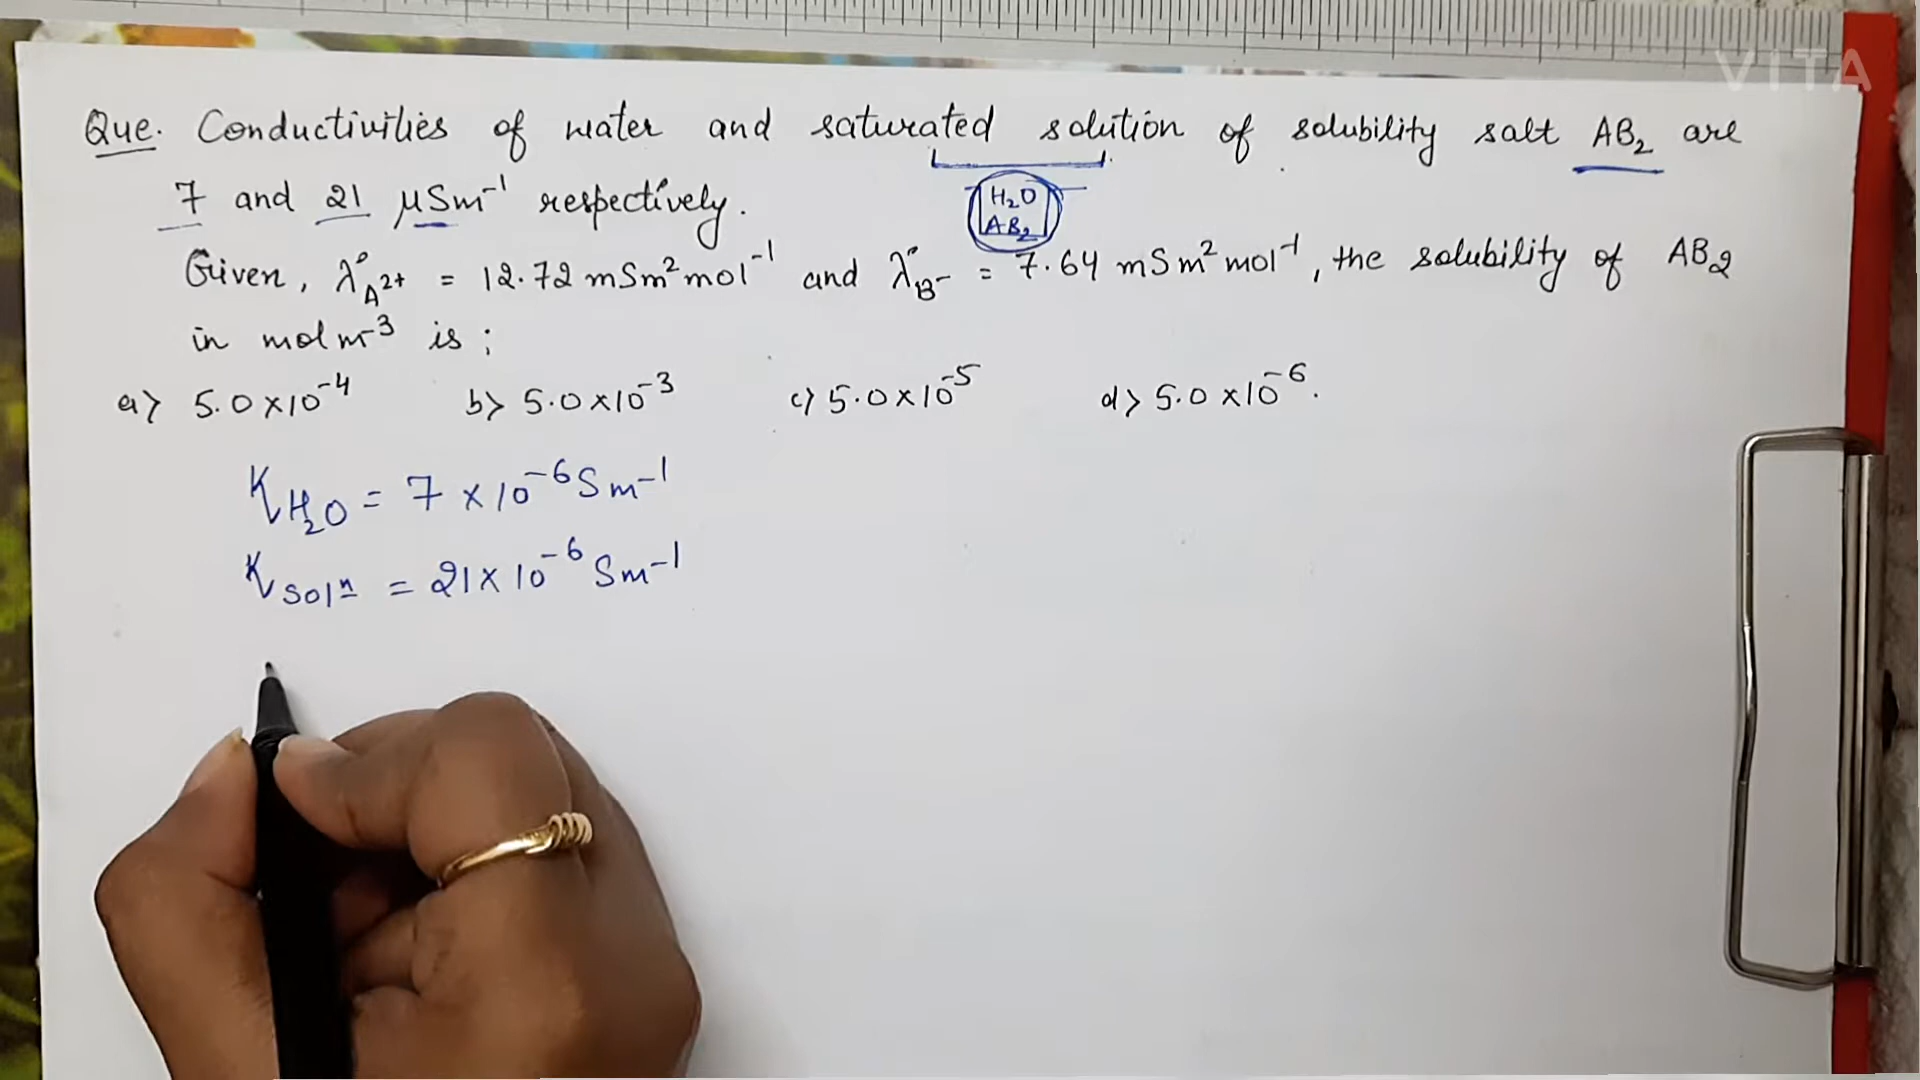 VITA
Que. Conductivities of water and saturated solution of solubility salt AB₂ are
7 and 21 μSm⁻¹ respectively.
H₂O
AB₂
Given, λ°A²⁺ = 12.72 mSm²mol⁻¹ and λ°B⁻ = 7.64 mSm²mol⁻¹, the solubility of AB₂
in molm⁻³ is;
a) 5.0×10⁻⁴ b) 5.0×10⁻³ c) 5.0×10⁻⁵ d) 5.0×10⁻⁶.
K H₂O = 7 ×10⁻⁶ Sm⁻¹
K Solⁿ = 21×10⁻⁶ Sm⁻¹